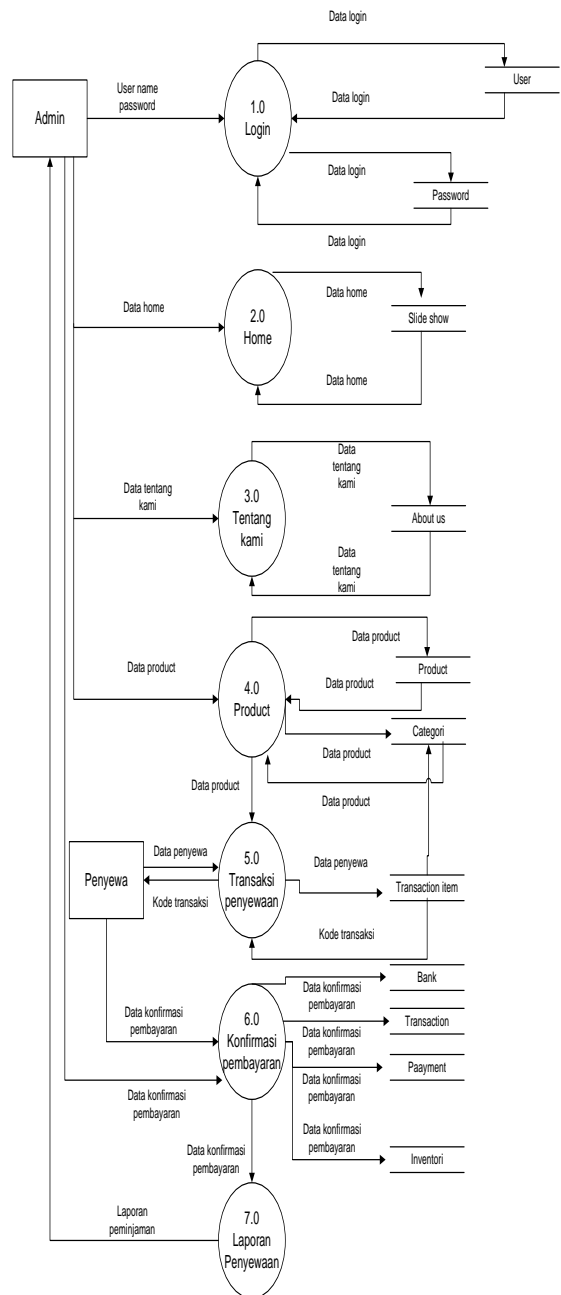 Data login
User
User name
password
Admin
1.0
Login
Data login
Data login
Password
Data login
Data home
2.0
Home
Data home
Slide show
Data home
Data tentang
kami
3.0
Tentang
kami
Data
tentang
kami
About us
Data
tentang
kami
Data product
4.0
Product
Data product
Product
Data product
Categori
Data product
Data product
Data product
Penyewa
Data penyewa
Kode transaksi
5.0
Transaksi
penyewaan
Data penyewa
Transaction item
Kode transaksi
Data konfirmasi
pembayaran
Data konfirmasi
pembayaran
6.0
Konfirmasi
pembayaran
Bank
Data konfirmasi
pembayaran
Transaction
Data konfirmasi
pembayaran
Paayment
Data konfirmasi
pembayaran
Data konfirmasi
pembayaran
Inventori
Data konfirmasi
pembayaran
Laporan
peminjaman
7.0
Laporan
Penyewaan